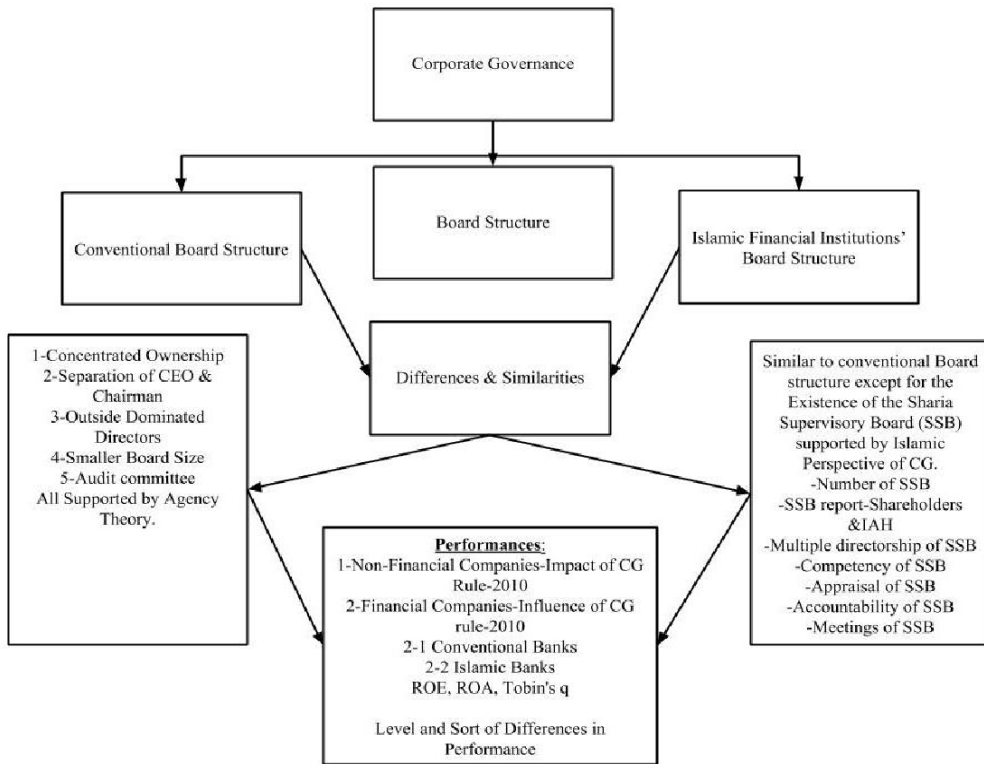 Corporate Governance
Conventional Board Structure
Board Structure
Islamic Financial Institutions'
Board Structure
Differences & Similarities
1-Concentrated Ownership
2-Separation of CEO &
Chairman
3-Outside Dominated
Directors
4-Smaller Board Size
5-Audit committee
All Supported by Agency
Theory.
Similar to conventional Board
structure except for the
Existence of the Sharia
Supervisory Board (SSB)
supported by Islamic
Perspective of CG.
-Number of SSB
-SSB report-Shareholders
&IAH
-Multiple directorship of SSB
-Competency of SSB
-Appraisal of SSB
-Accountability of SSB
-Meetings of SSB
Performances:
1-Non-Financial Companies-Impact of CG
Rule-2010
2-Financial Companies-Influence of CG
rule-2010
2-1 Conventional Banks
2-2 Islamic Banks
ROE, ROA, Tobin's q
Level and Sort of Differences in
Performance